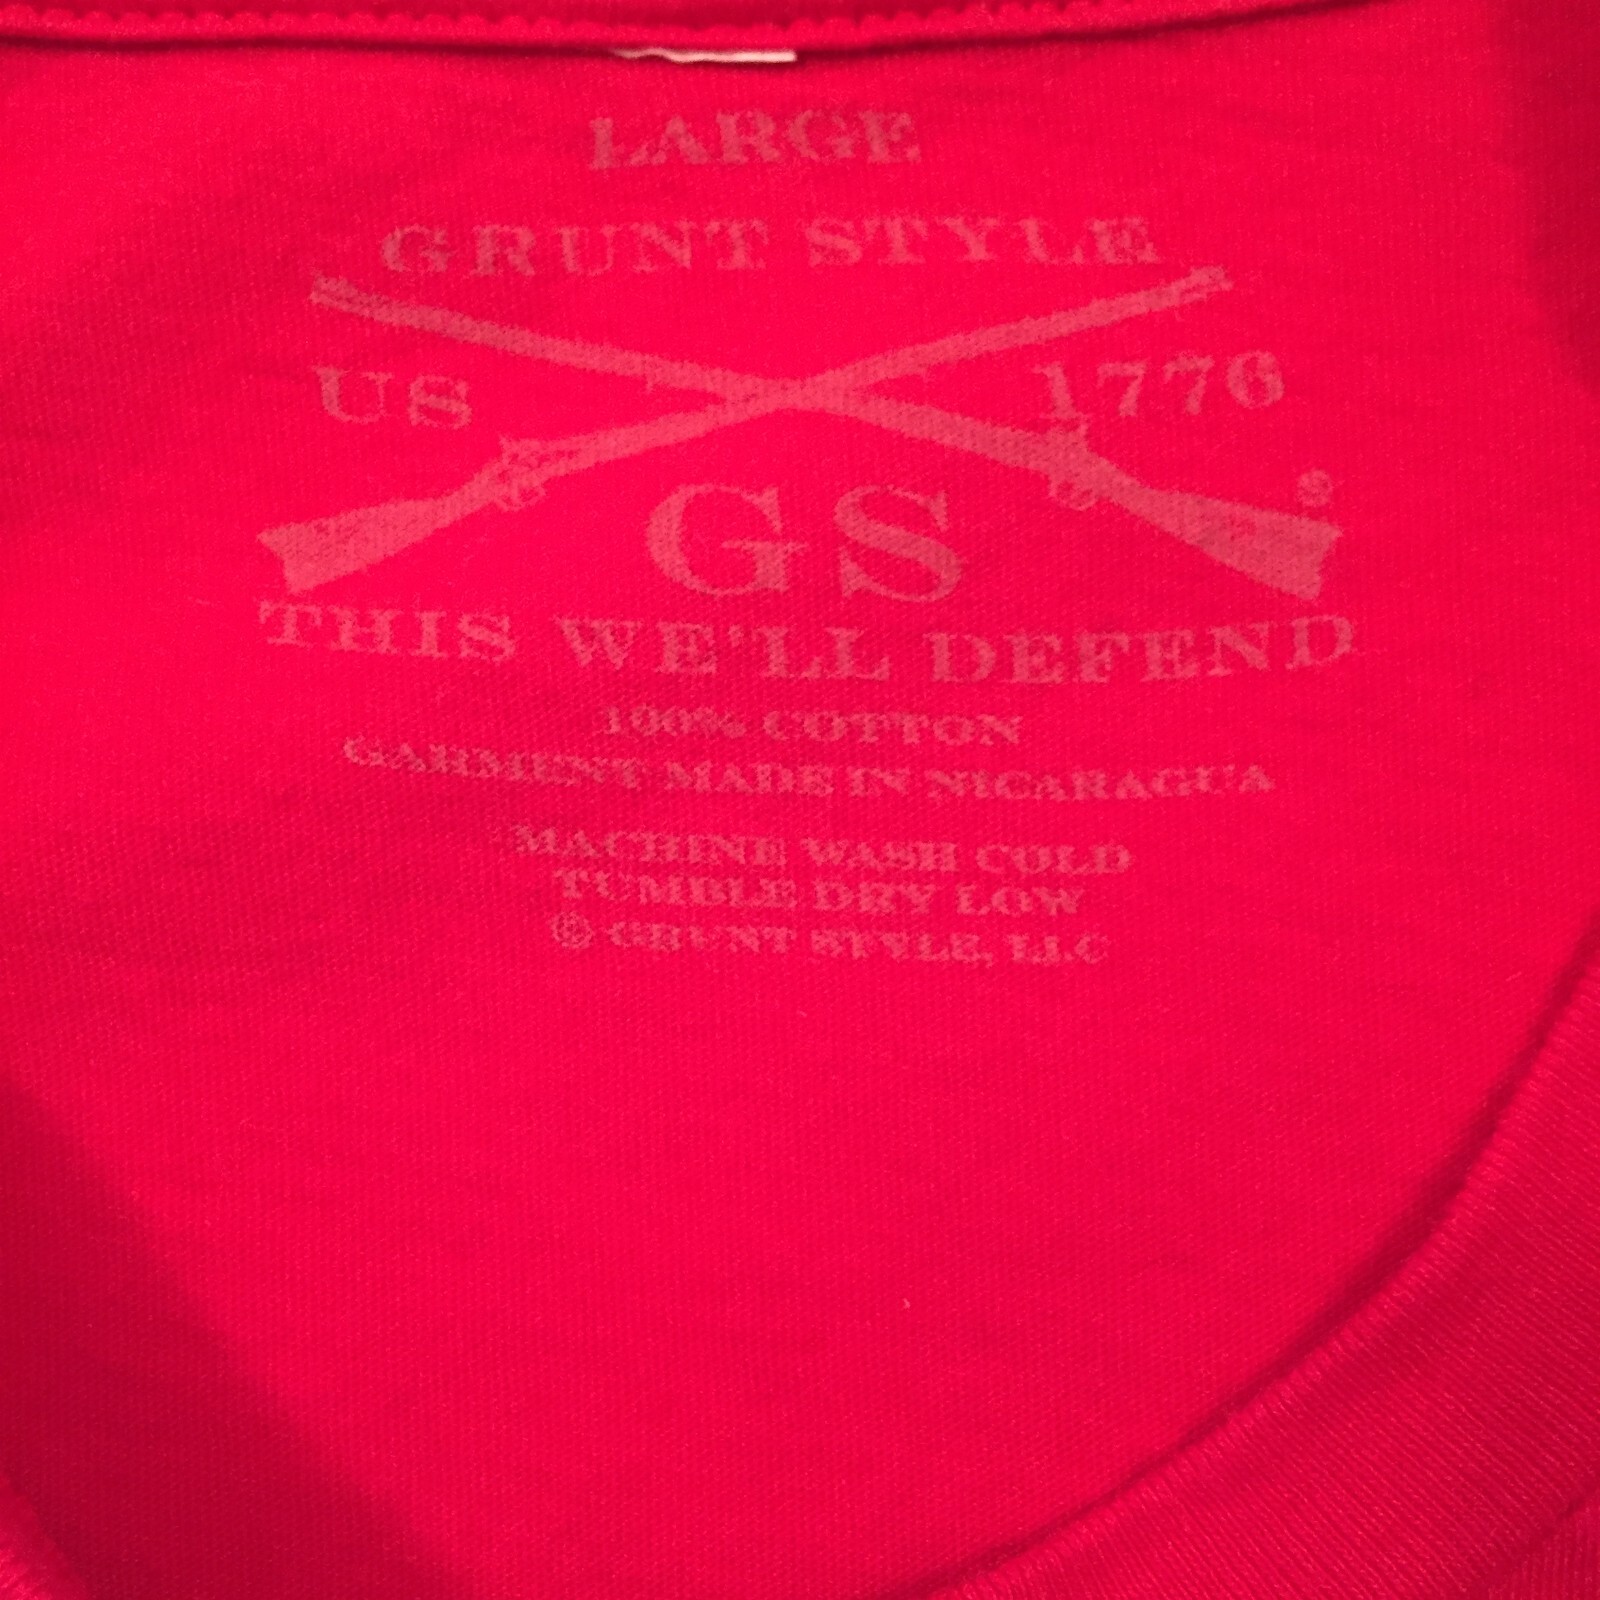 LARGE
GRUNT STYLE
US 1776
GS ®
THIS WE'LL DEFEND
100% COTTON
GARMENT MADE IN NICARAGUA
MACHINE WASH COLD
TUMBLE DRY LOW
© GRUNT STYLE, LLC